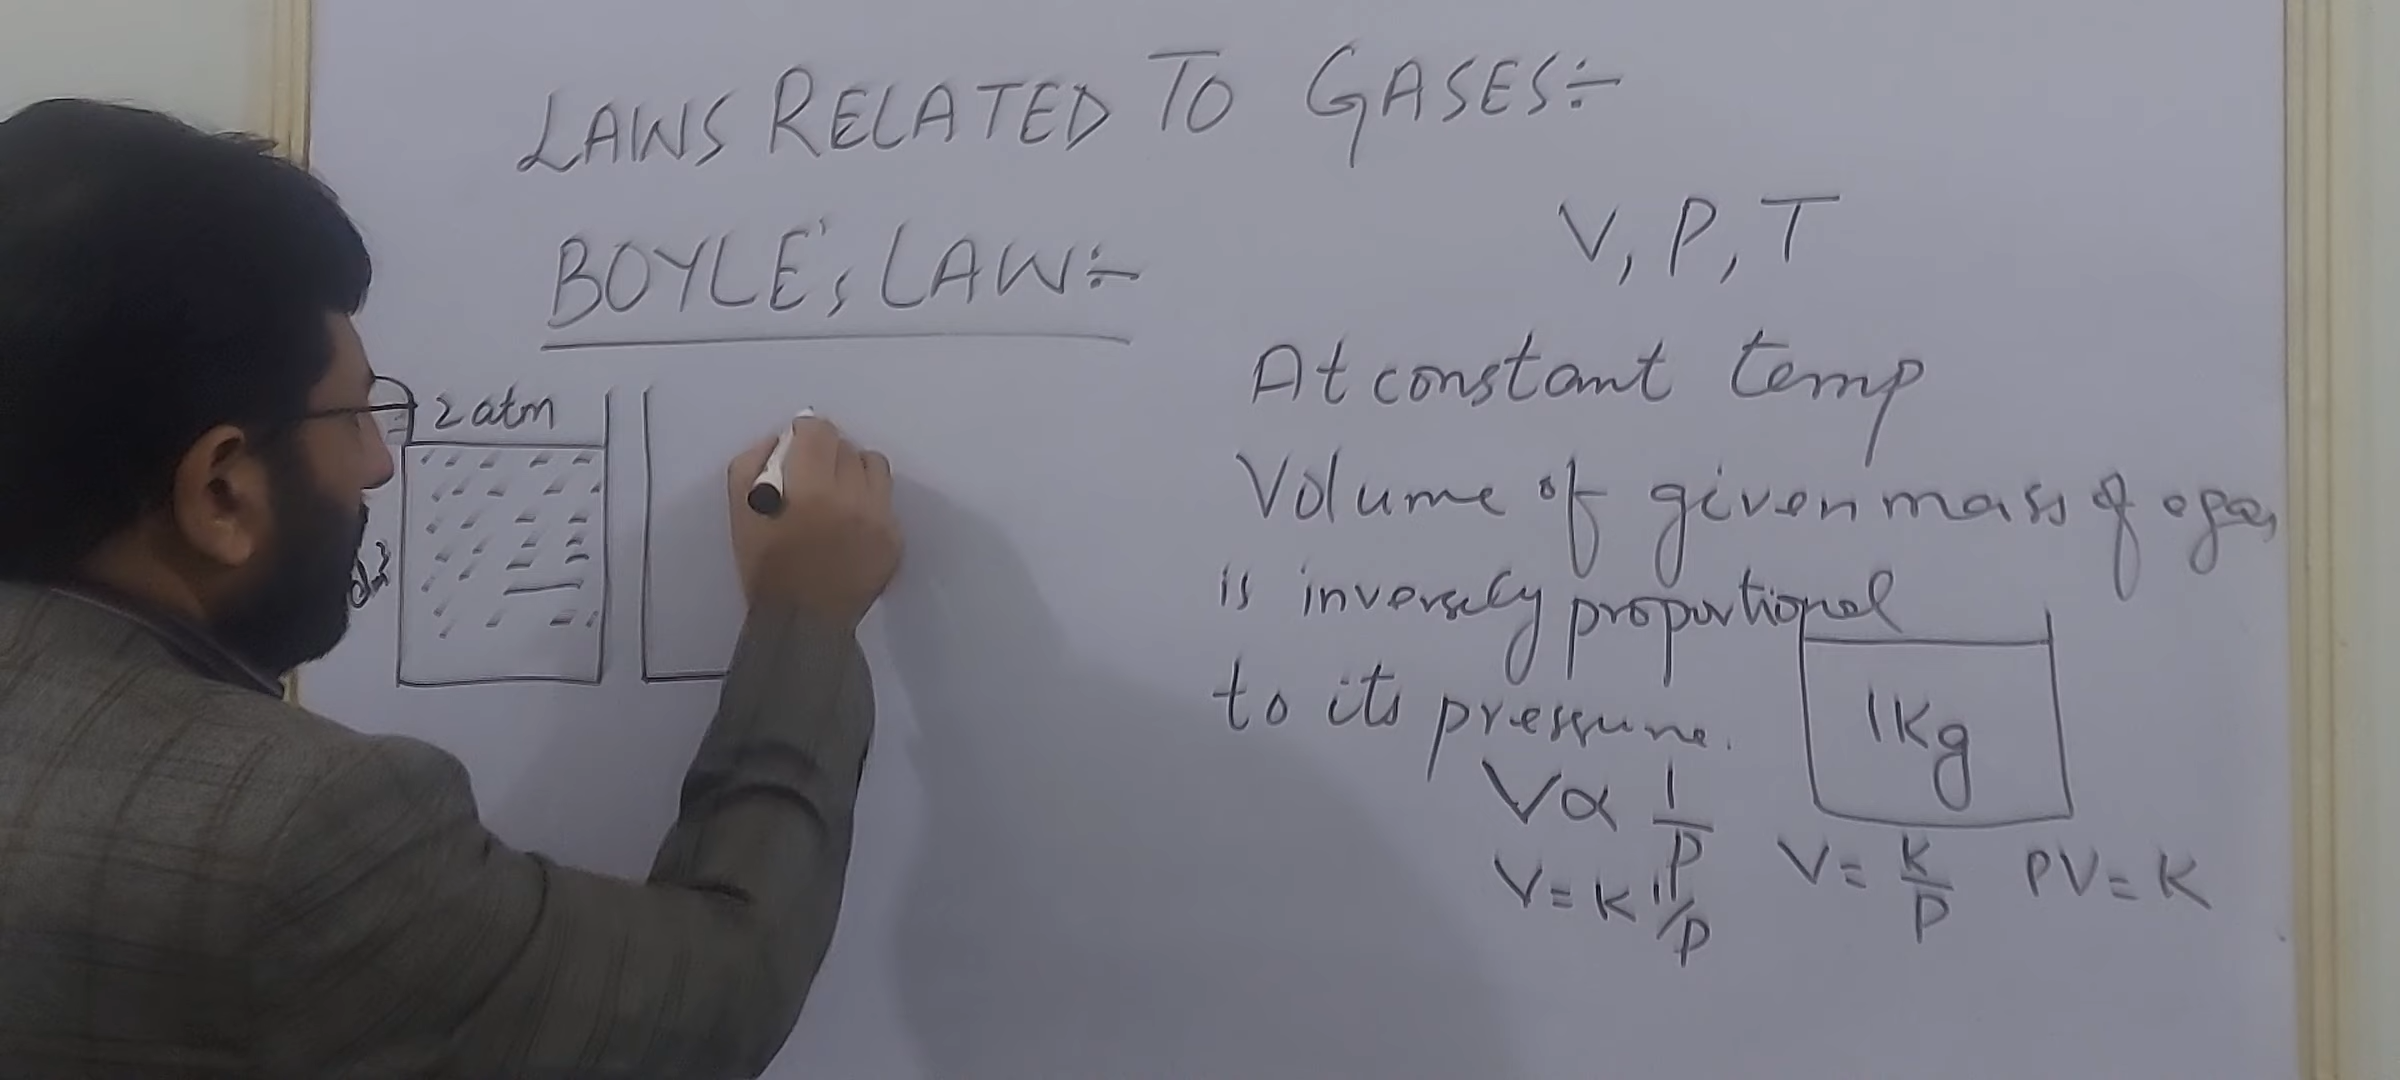 LAWS RELATED TO GASES÷
BOYLE's LAW÷
V, P, T
2 atm
dm³
At constant temp
Volume of given mass of a gas
is inversely proportional
to its pressure.
1Kg
V ∝ 1/P
V = K 1/P
V = K/P
PV = K